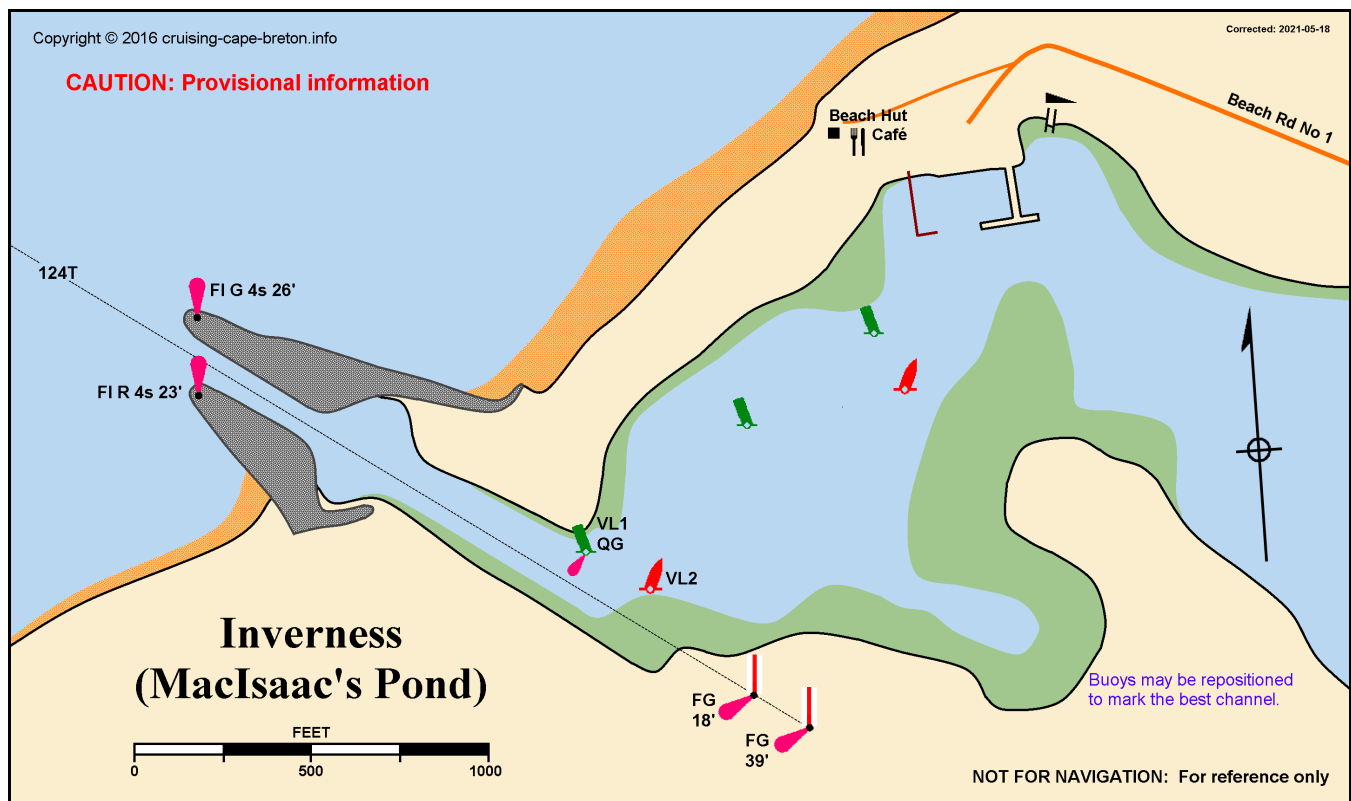 Copyright © 2016 cruising-cape-breton.info
Corrected: 2021-05-18
CAUTION: Provisional information
Beach Rd No 1
Beach Hut
Café
124T
Fl G 4s 26'
Fl R 4s 23'
VL1
QG
VL2
Inverness
(MacIsaac's Pond)
FG
18'
FG
39'
Buoys may be repositioned
to mark the best channel.
FEET
0 500 1000
NOT FOR NAVIGATION: For reference only